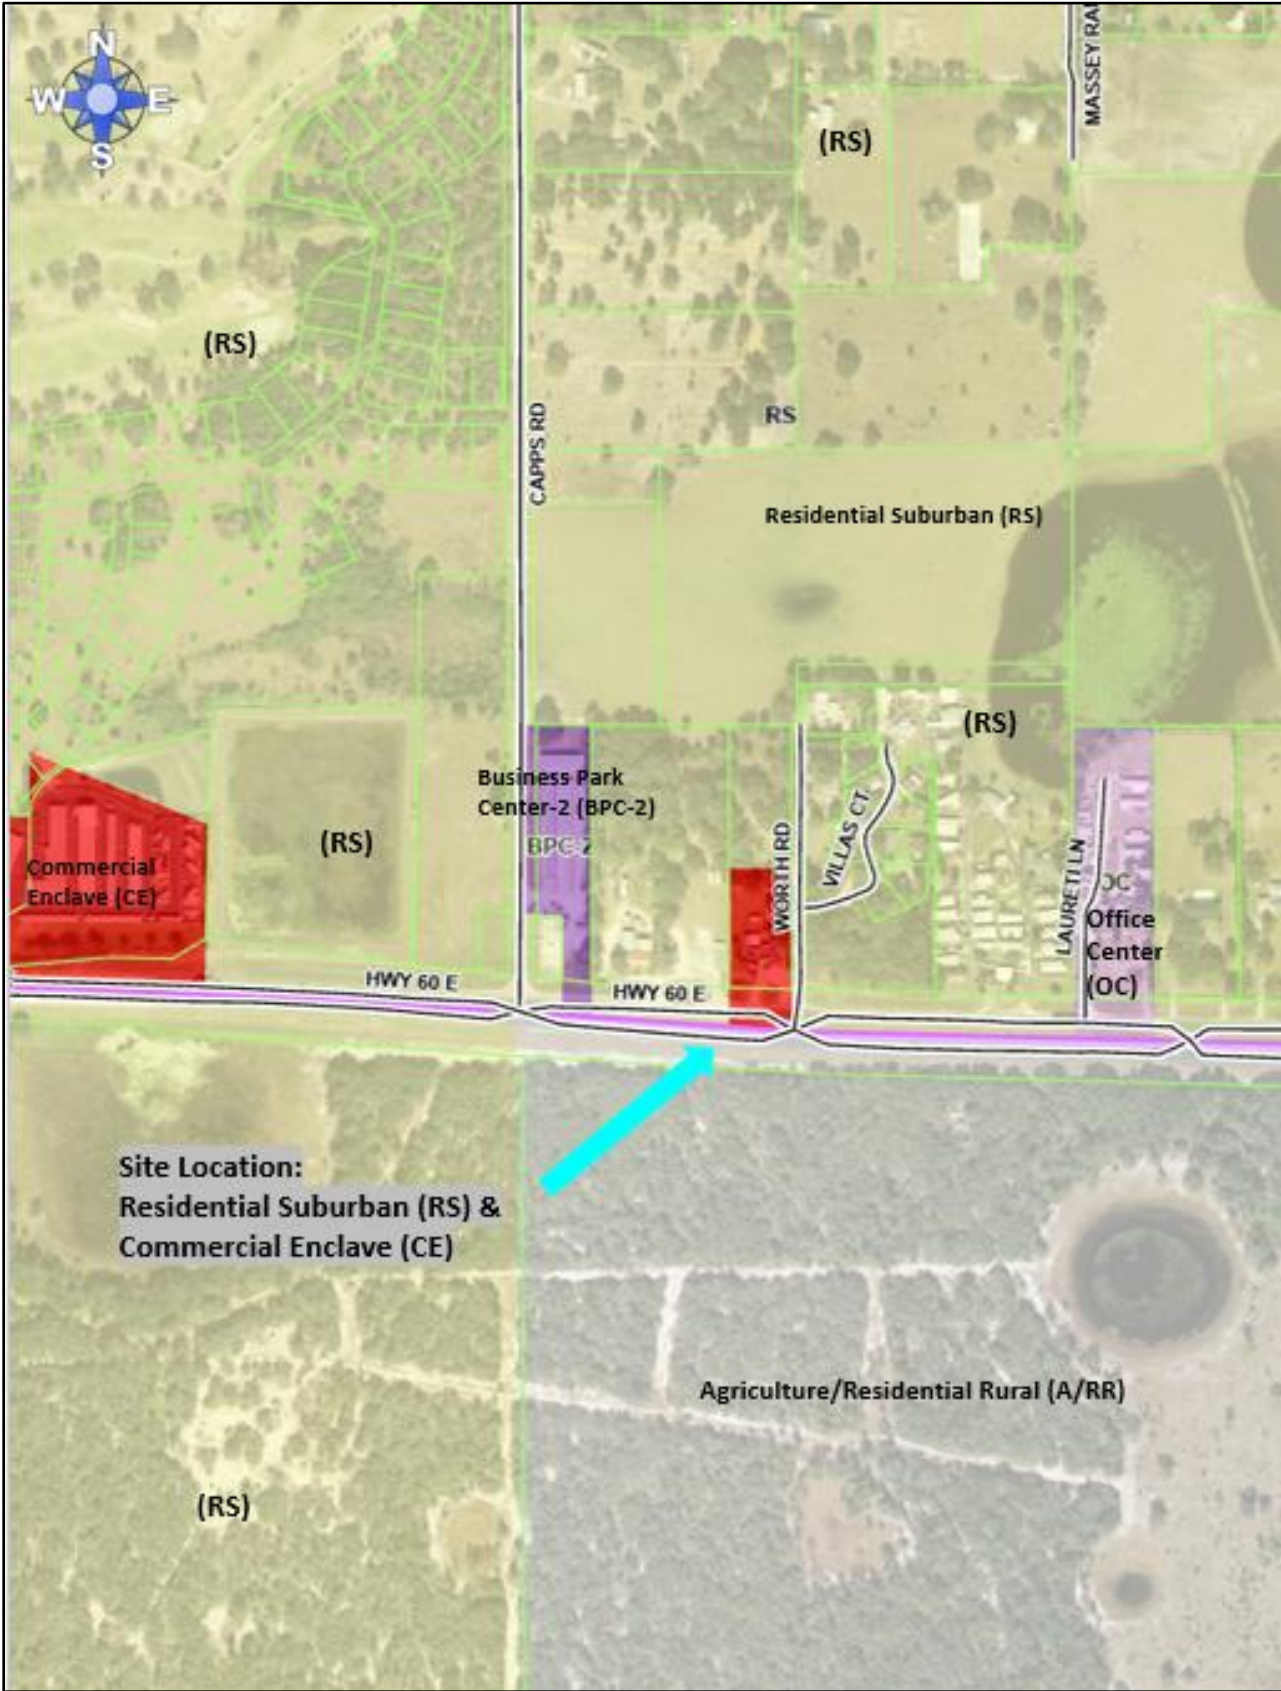 N
W E
S
MASSEY RA
(RS)
(RS)
CAPPS RD
RS
Residential Suburban (RS)
(RS)
Business Park
Center-2 (BPC-2)
BPC-2
(RS)
Commercial
Enclave (CE)
WORTH RD
VILLAS CT.
LAURETI LN
OC
Office
Center
(OC)
HWY 60 E
HWY 60 E
Site Location:
Residential Suburban (RS) &
Commercial Enclave (CE)
Agriculture/Residential Rural (A/RR)
(RS)